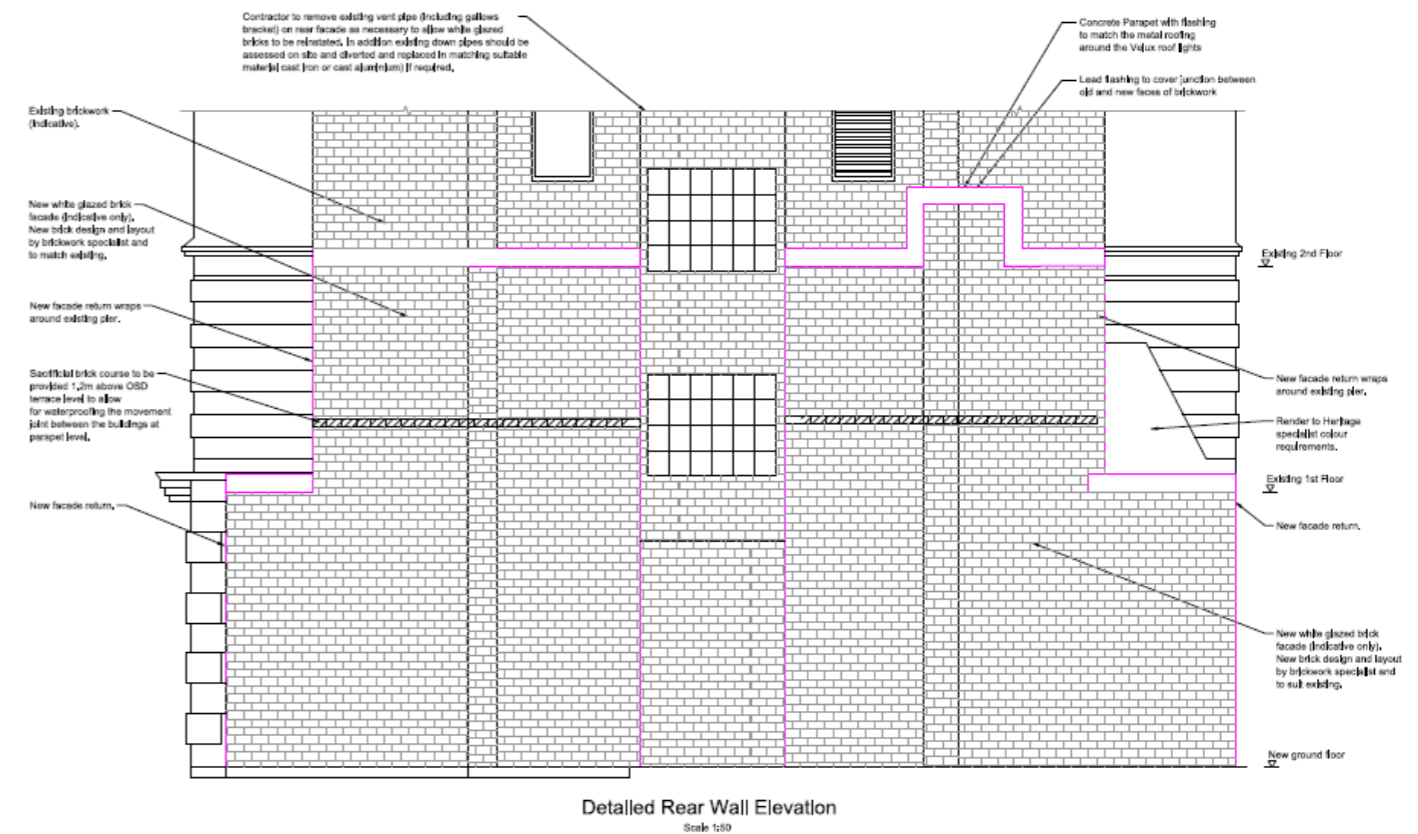 Contractor to remove existing vent pipe (including gallows
bracket) on rear facade as necessary to allow white glazed
bricks to be reinstated. In addition existing down pipes should be
assessed on site and diverted and replaced in matching suitable
material cast iron or cast aluminium) if required.
Concrete Parapet with flashing
to match the metal roofing
around the Velux roof lights
Lead flashing to cover junction between
old and new faces of brickwork
Existing brickwork
(Indicative).
New white glazed brick
facade (indicative only).
New brick design and layout
by brickwork specialist and
to match existing.
Existing 2nd Floor
New facade return wraps
around existing pier.
Sacrificial brick course to be
provided 1.2m above OSD
terrace level to allow
for waterproofing the movement
joint between the buildings at
parapet level.
New facade return wraps
around existing pier.
Render to Heritage
specialist colour
requirements.
Existing 1st Floor
New facade return.
New facade return.
New white glazed brick
facade (indicative only).
New brick design and layout
by brickwork specialist and
to suit existing.
New ground floor
Detailed Rear Wall Elevation
Scale 1:50